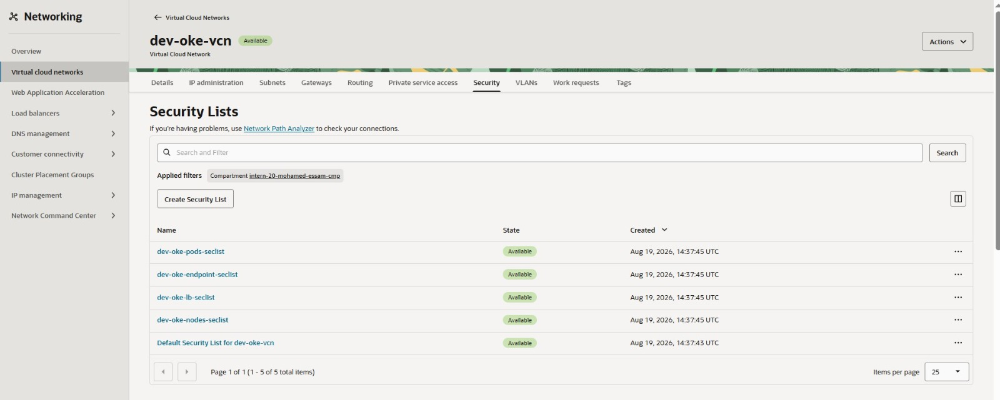 Networking
Overview
Virtual cloud networks
Web Application Acceleration
Load balancers
DNS management
Customer connectivity
Cluster Placement Groups
IP management
Network Command Center
Virtual Cloud Networks
dev-oke-vcn Available
Virtual Cloud Network
Actions
Details IP administration Subnets Gateways Routing Private service access Security VLANs Work requests Tags
Security Lists
If you're having problems, use Network Path Analyzer to check your connections.
Search and Filter Search
Applied filters Compartment intern-20-mohamed-essam-cmp
Create Security List
Name State Created
dev-oke-pods-seclist Available Aug 19, 2026, 14:37:45 UTC
dev-oke-endpoint-seclist Available Aug 19, 2026, 14:37:45 UTC
dev-oke-lb-seclist Available Aug 19, 2026, 14:37:45 UTC
dev-oke-nodes-seclist Available Aug 19, 2026, 14:37:45 UTC
Default Security List for dev-oke-vcn Available Aug 19, 2026, 14:37:43 UTC
Page 1 of 1 (1 - 5 of 5 total items) Items per page 25